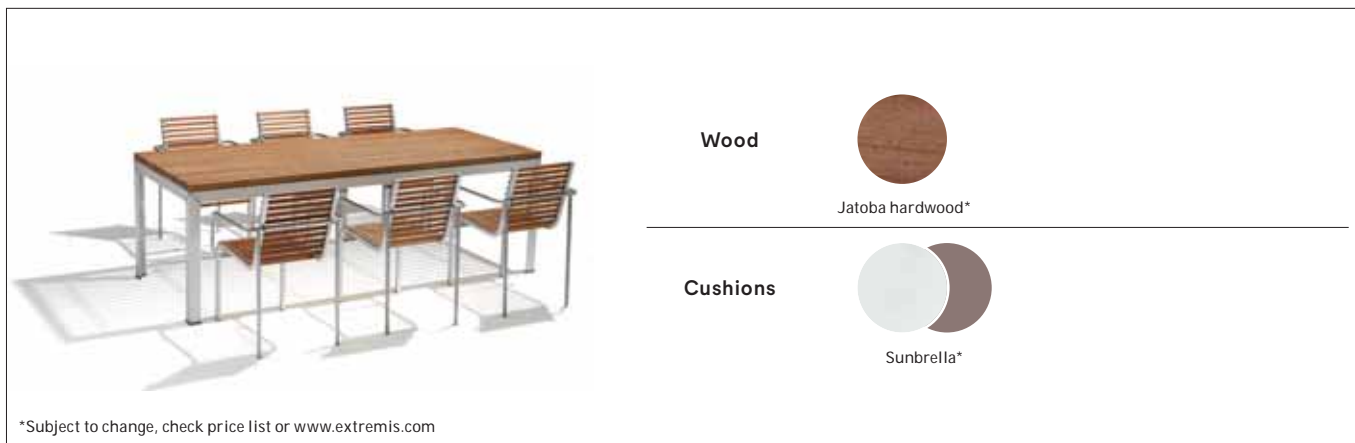 Wood
Jatoba hardwood*
Cushions
Sunbrella*
*Subject to change, check price list or www.extremis.com